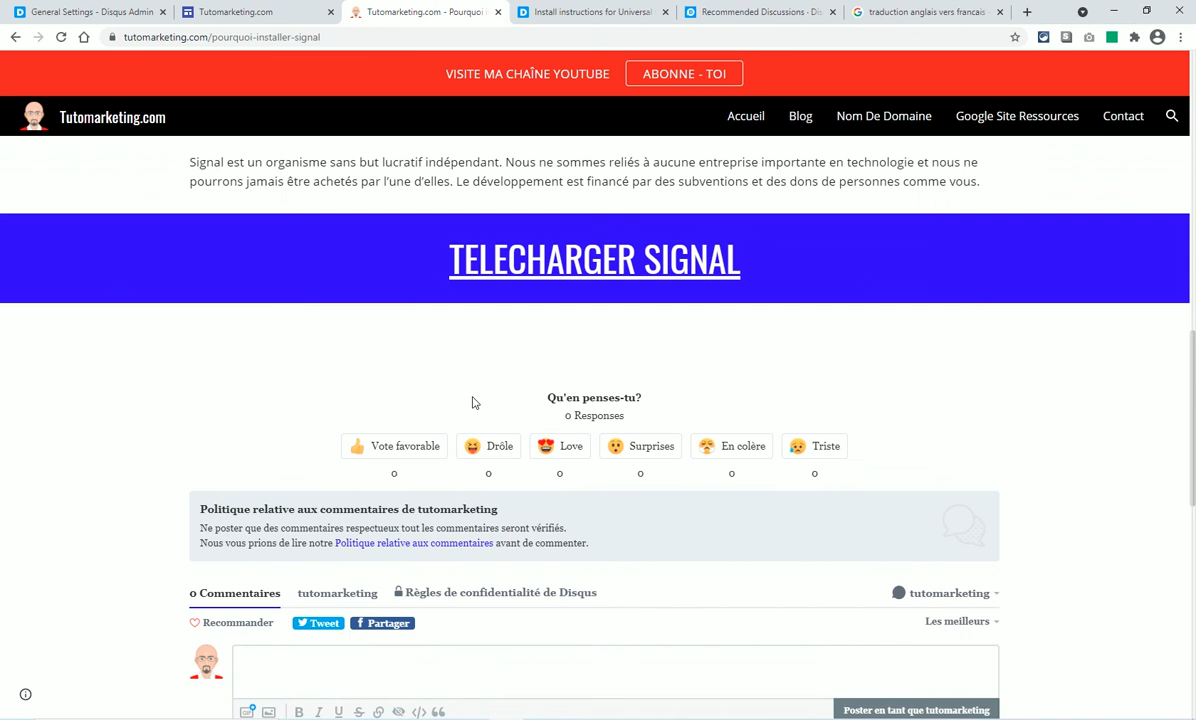 General Settings - Disqus Admin
Tutomarketing.com
Tutomarketing.com - Pourquoi i
Install instructions for Universal
Recommended Discussions - Dis
traduction anglais vers francais -
tutomarketing.com/pourquoi-installer-signal
VISITE MA CHAÎNE YOUTUBE ABONNE - TOI
Tutomarketing.com Accueil Blog Nom De Domaine Google Site Ressources Contact
Signal est un organisme sans but lucratif indépendant. Nous ne sommes reliés à aucune entreprise importante en technologie et nous ne
pourrons jamais être achetés par l’une d’elles. Le développement est financé par des subventions et des dons de personnes comme vous.
TELECHARGER SIGNAL
Qu'en penses-tu?
0 Responses
Vote favorable Drôle Love Surprises En colère Triste
0 0 0 0 0 0
Politique relative aux commentaires de tutomarketing
Ne poster que des commentaires respectueux tout les commentaires seront vérifiés.
Nous vous prions de lire notre Politique relative aux commentaires avant de commenter.
0 Commentaires tutomarketing Règles de confidentialité de Disqus tutomarketing
Recommander Tweet Partager Les meilleurs
GIF B I U S </>
Poster en tant que tutomarketing